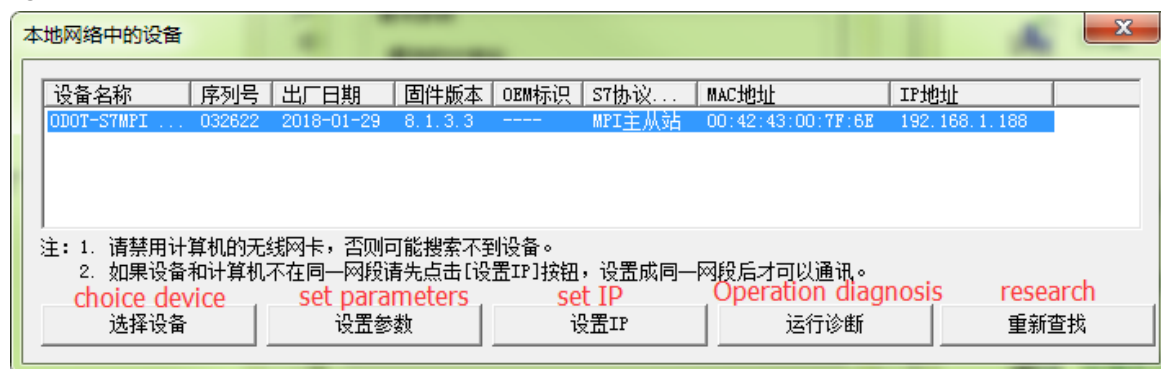 本地网络中的设备
设备名称 序列号 出厂日期 固件版本 OEM标识 S7协议... MAC地址 IP地址
ODOT-S7MPI ... 032622 2018-01-29 8.1.3.3 ---- MPI主从站 00:42:43:00:7F:6E 192.168.1.188
注: 1. 请禁用计算机的无线网卡，否则可能搜索不到设备。
2. 如果设备和计算机不在同一网段请先点击[设置IP]按钮，设置成同一网段后才可以通讯。
choice device set parameters set IP Operation diagnosis research
选择设备 设置参数 设置IP 运行诊断 重新查找